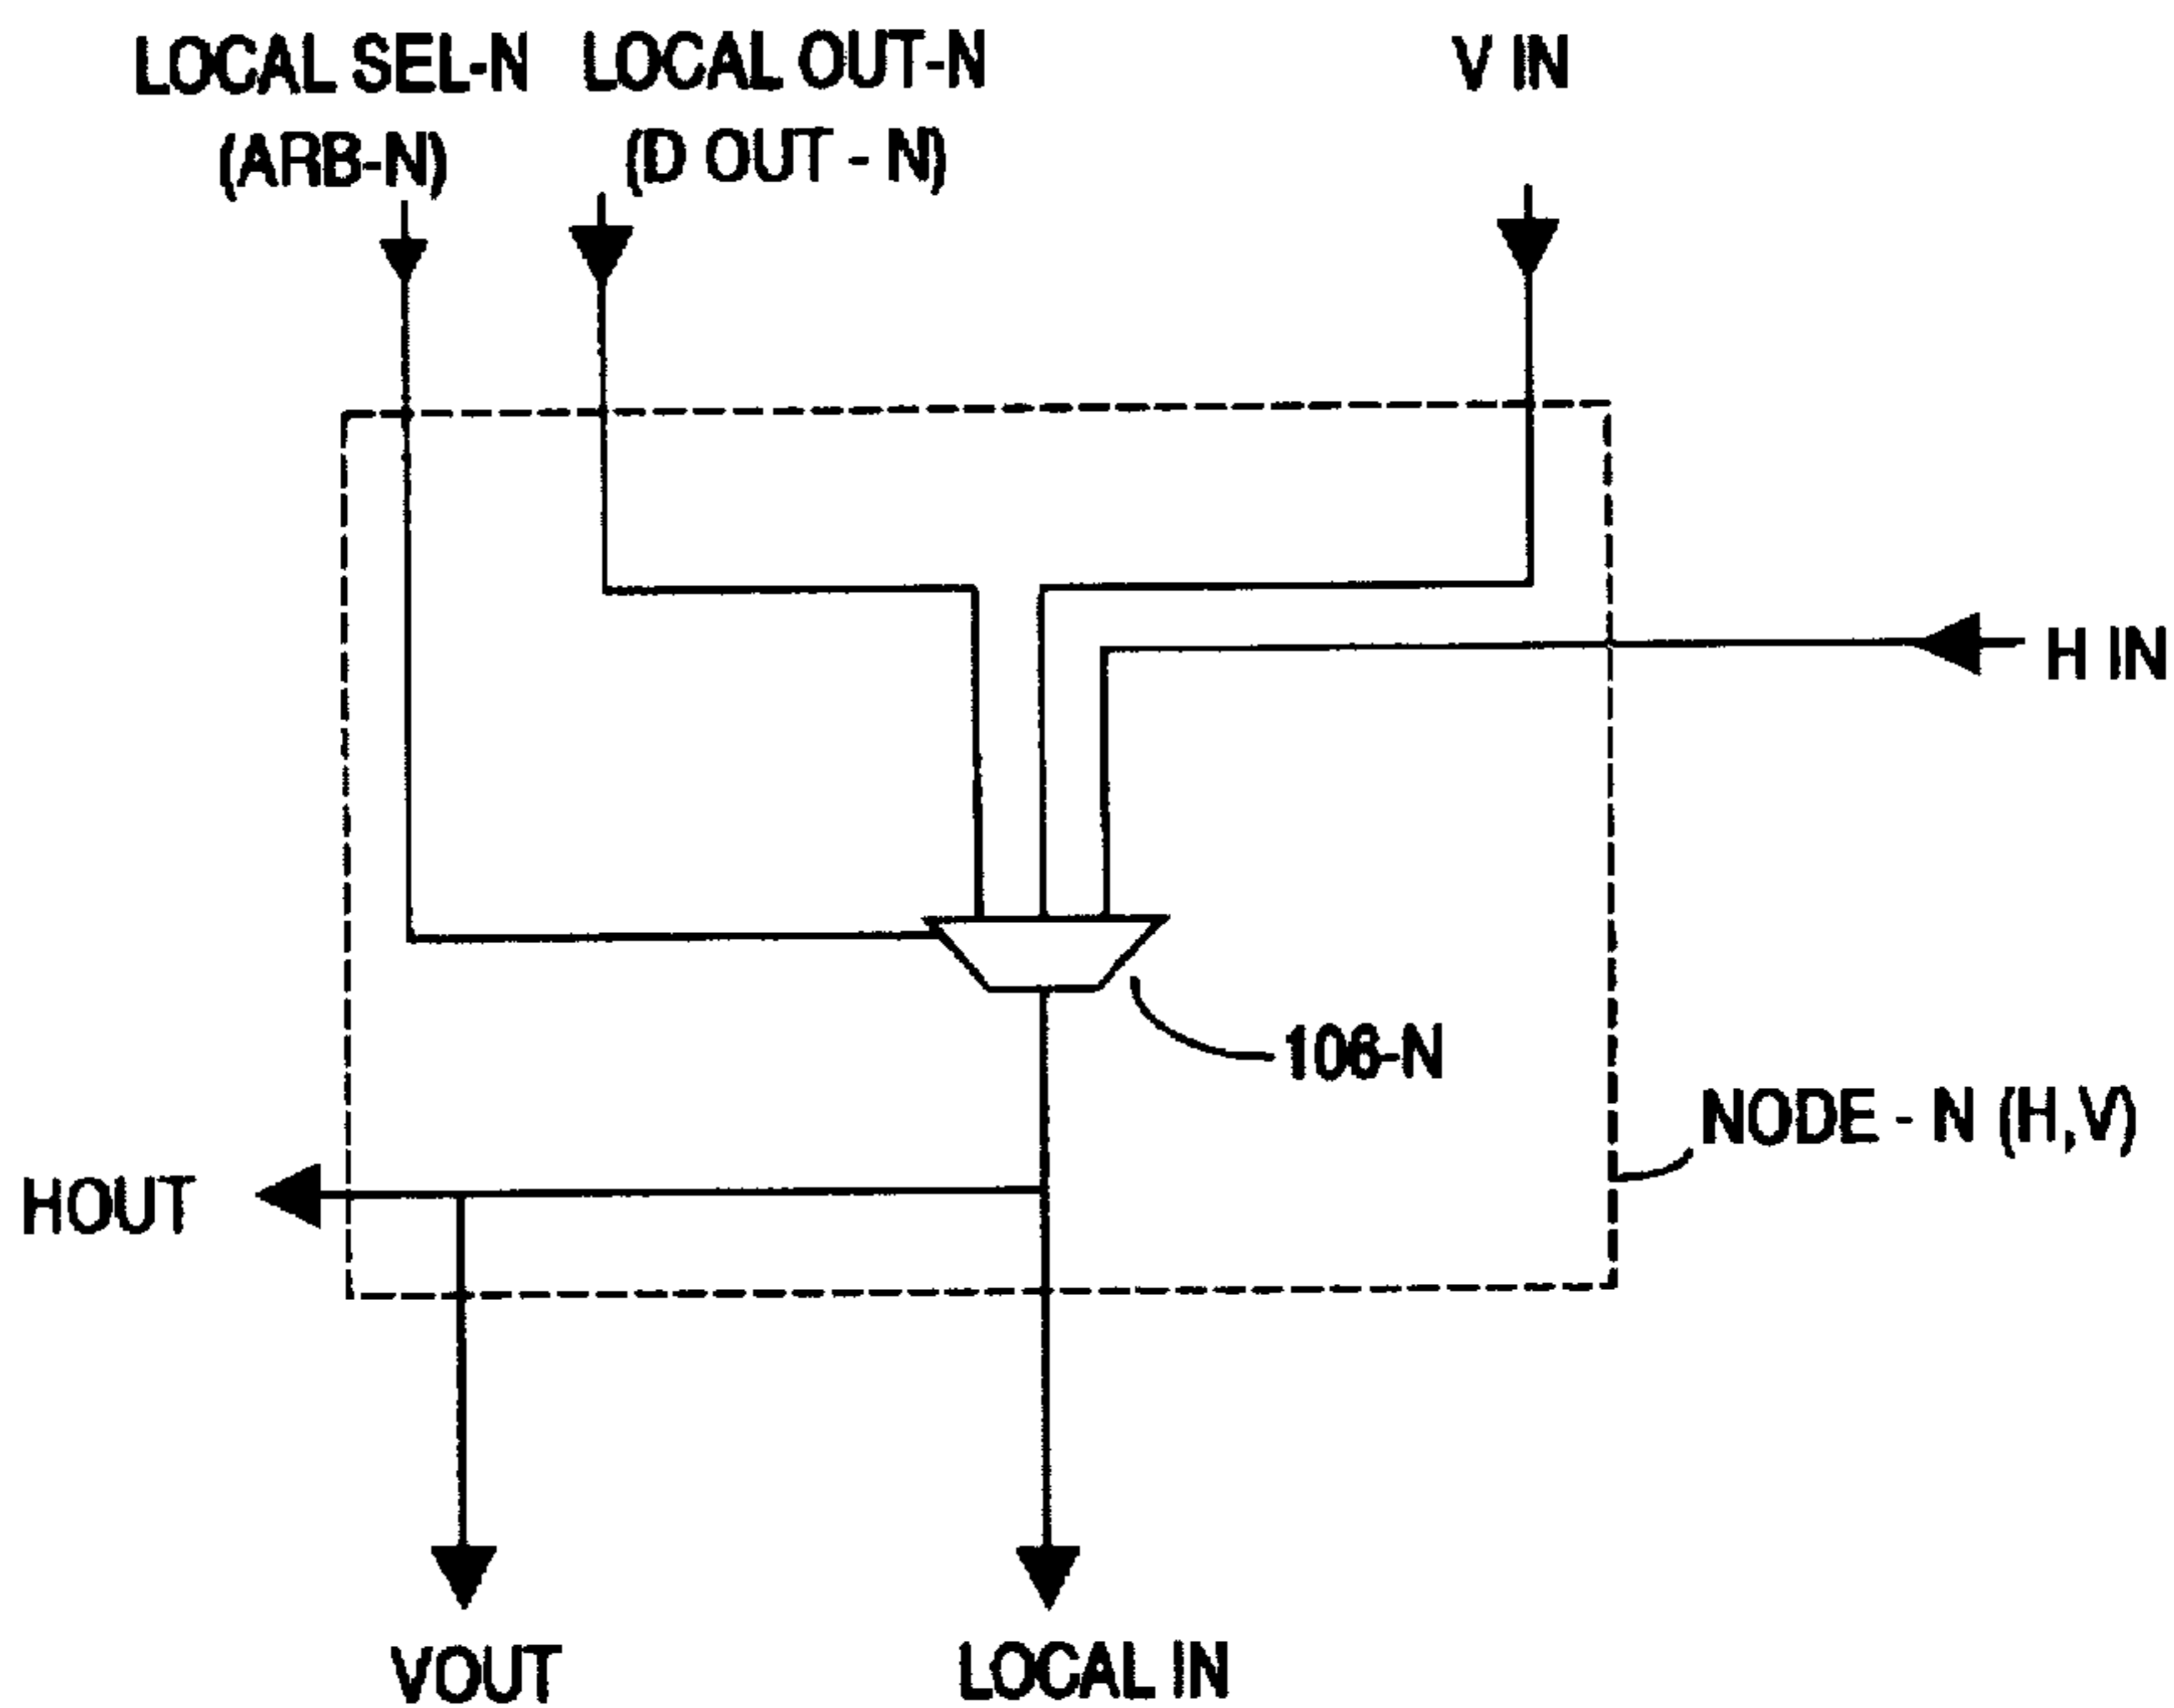 LOCAL SEL-N
(ARB-N)
LOCAL OUT-N
(D OUT - N)
V IN
H IN
106-N
NODE - N (H,V)
HOUT
VOUT
LOCAL IN